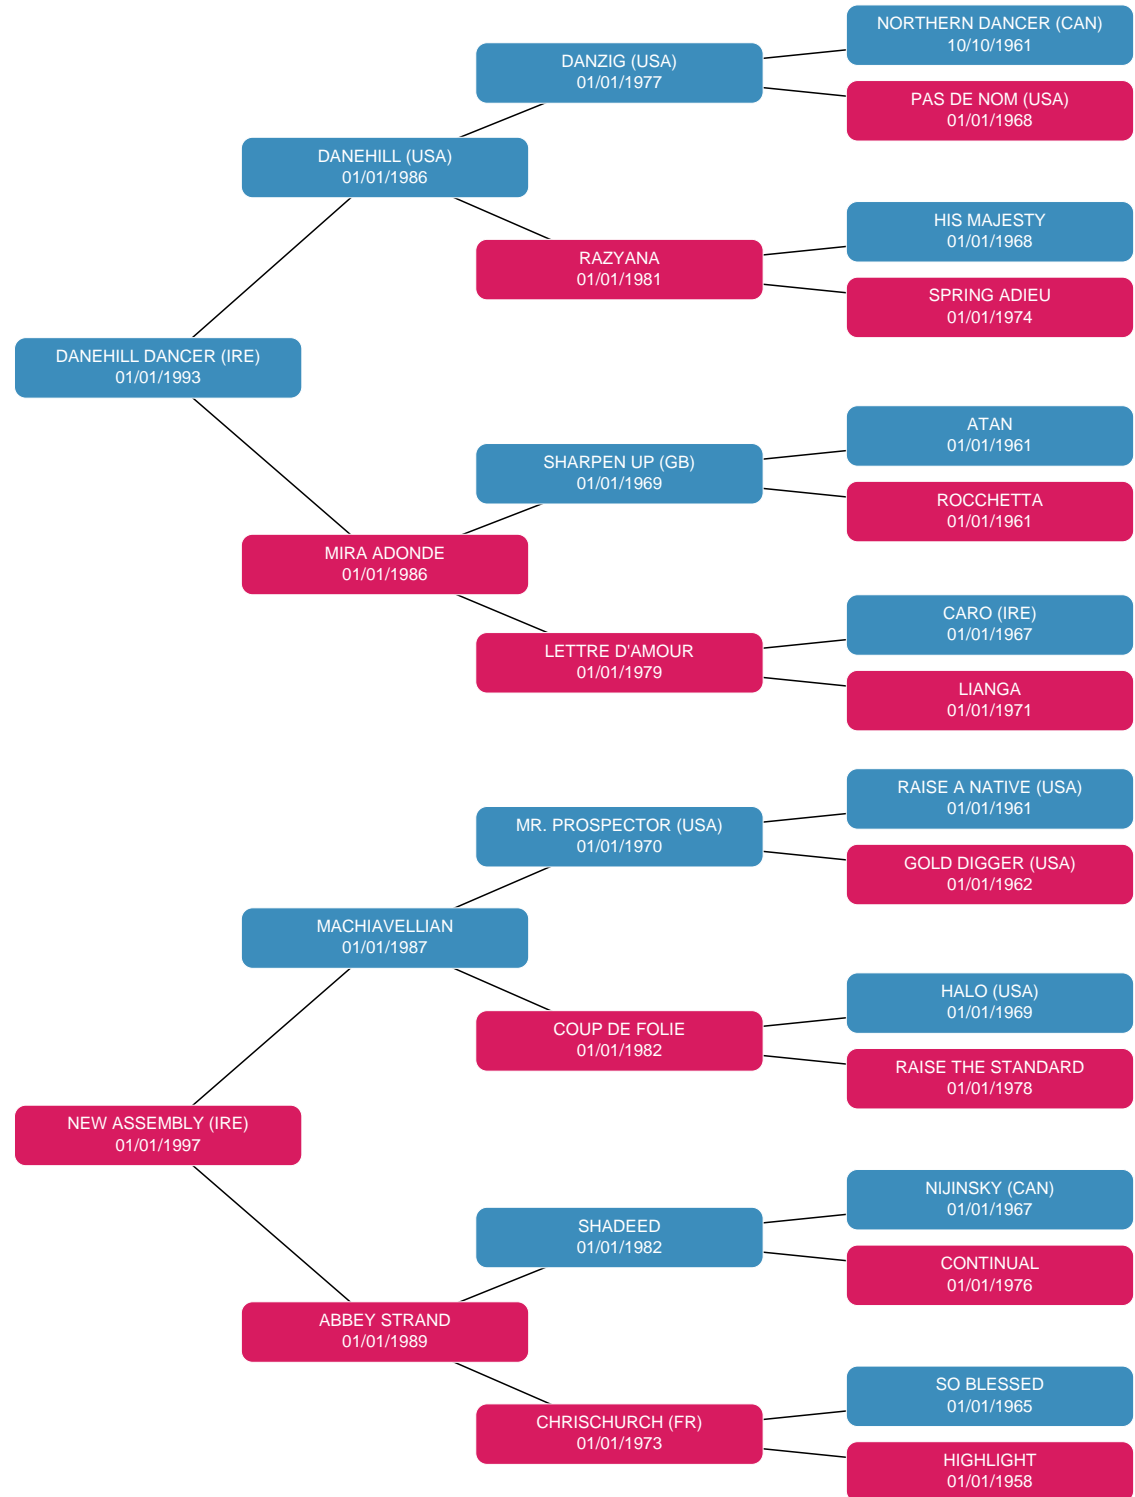 NORTHERN DANCER (CAN)
10/10/1961
DANZIG (USA)
01/01/1977
PAS DE NOM (USA)
01/01/1968
DANEHILL (USA)
01/01/1986
HIS MAJESTY
01/01/1968
RAZYANA
01/01/1981
SPRING ADIEU
01/01/1974
DANEHILL DANCER (IRE)
01/01/1993
ATAN
01/01/1961
SHARPEN UP (GB)
01/01/1969
ROCCHETTA
01/01/1961
MIRA ADONDE
01/01/1986
CARO (IRE)
01/01/1967
LETTRE D'AMOUR
01/01/1979
LIANGA
01/01/1971
RAISE A NATIVE (USA)
01/01/1961
MR. PROSPECTOR (USA)
01/01/1970
GOLD DIGGER (USA)
01/01/1962
MACHIAVELLIAN
01/01/1987
HALO (USA)
01/01/1969
COUP DE FOLIE
01/01/1982
RAISE THE STANDARD
01/01/1978
NEW ASSEMBLY (IRE)
01/01/1997
NIJINSKY (CAN)
01/01/1967
SHADEED
01/01/1982
CONTINUAL
01/01/1976
ABBEY STRAND
01/01/1989
SO BLESSED
01/01/1965
CHRISCHURCH (FR)
01/01/1973
HIGHLIGHT
01/01/1958